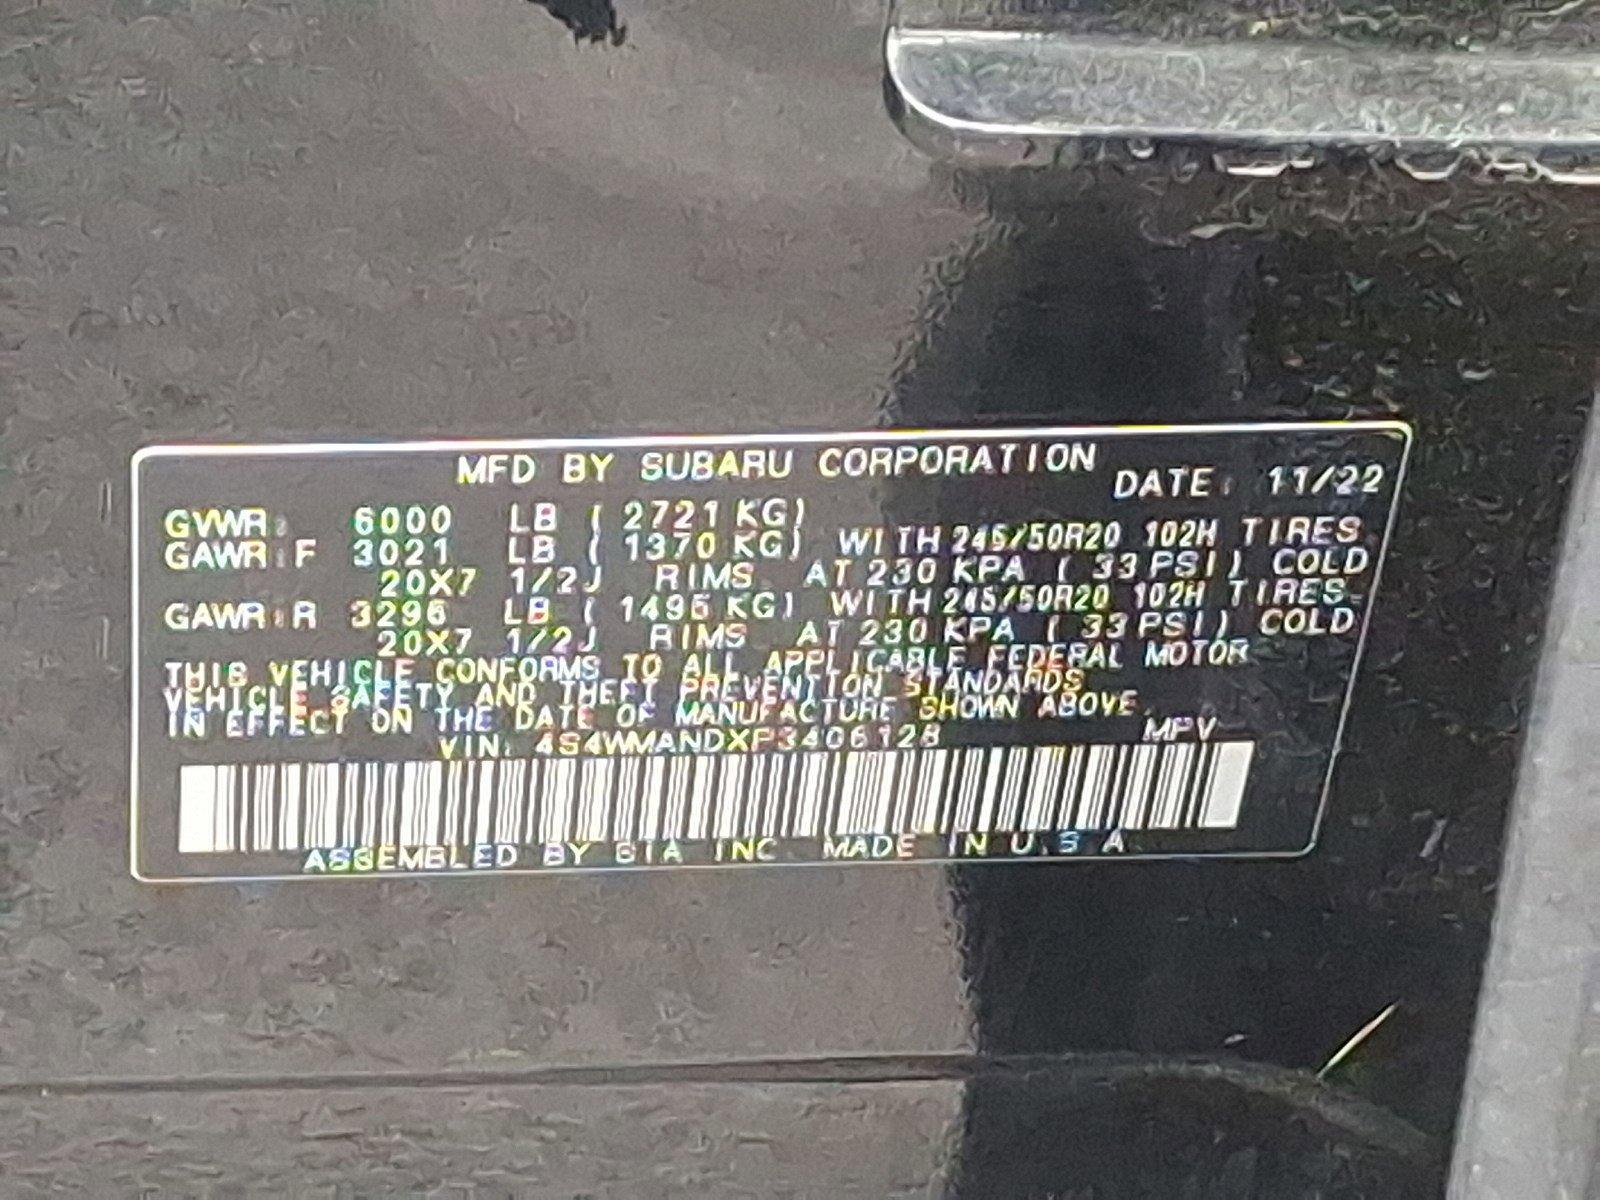 MFD BY SUBARU CORPORATION
DATE: 11/22
GVWR: 6000 LB ( 2721 KG)
GAWR:F 3021 LB ( 1370 KG) WITH 245/50R20 102H TIRES,
20X7 1/2J RIMS, AT 230 KPA ( 33 PSI) COLD
GAWR:R 3296 LB ( 1495 KG) WITH 245/50R20 102H TIRES,
20X7 1/2J RIMS AT 230 KPA ( 33 PSI) COLD
THIS VEHICLE CONFORMS TO ALL APPLICABLE FEDERAL MOTOR
VEHICLE SAFETY AND THEFT PREVENTION STANDARDS
IN EFFECT ON THE DATE OF MANUFACTURE SHOWN ABOVE.
VIN: 4S4WMANDXP3406128 MPV
ASSEMBLED BY SIA INC. MADE IN U.S.A.